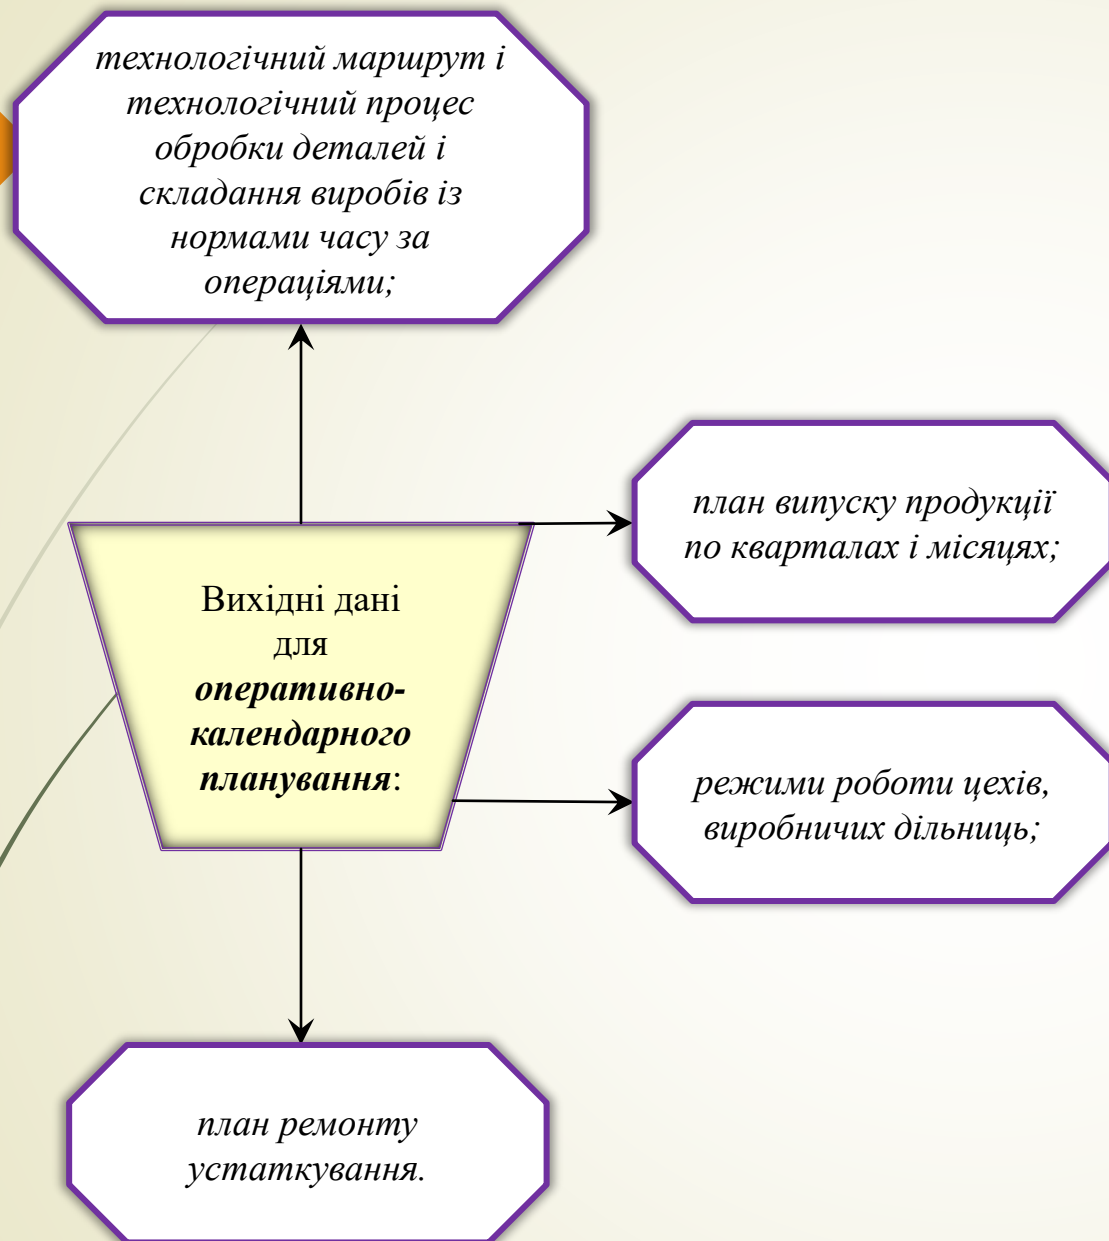 технологічний маршрут і
технологічний процес
обробки деталей і
складання виробів із
нормами часу за
операціями;
план випуску продукції
по кварталах і місяцях;
Вихідні дані
для
оперативно-
календарного
планування:
режими роботи цехів,
виробничих дільниць;
план ремонту
устаткування.